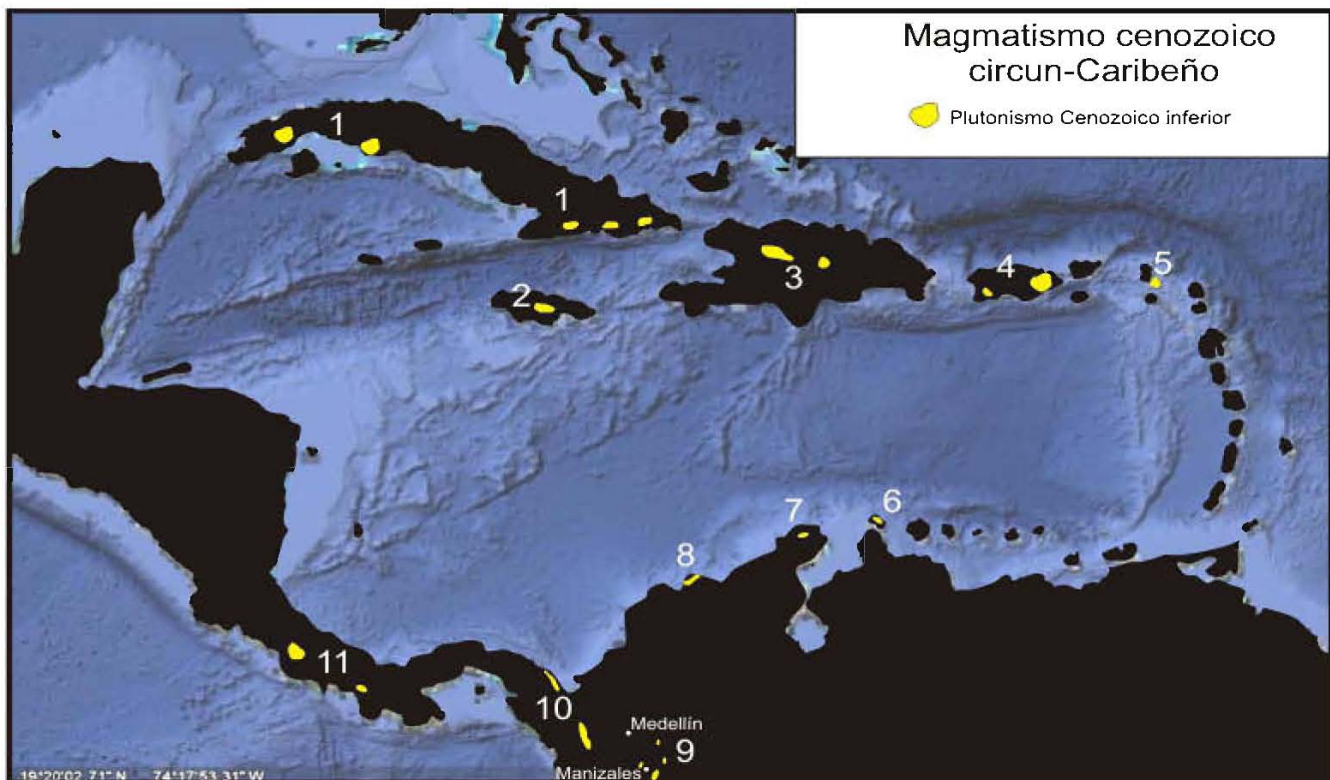 Magmatismo cenozoico
circun-Caribeño
Plutonismo Cenozoico inferior
1
1
2
3
4
5
6
7
8
9
10
11
Medellín
Manizales
19°20'02.71" N 74°17'53.31" W